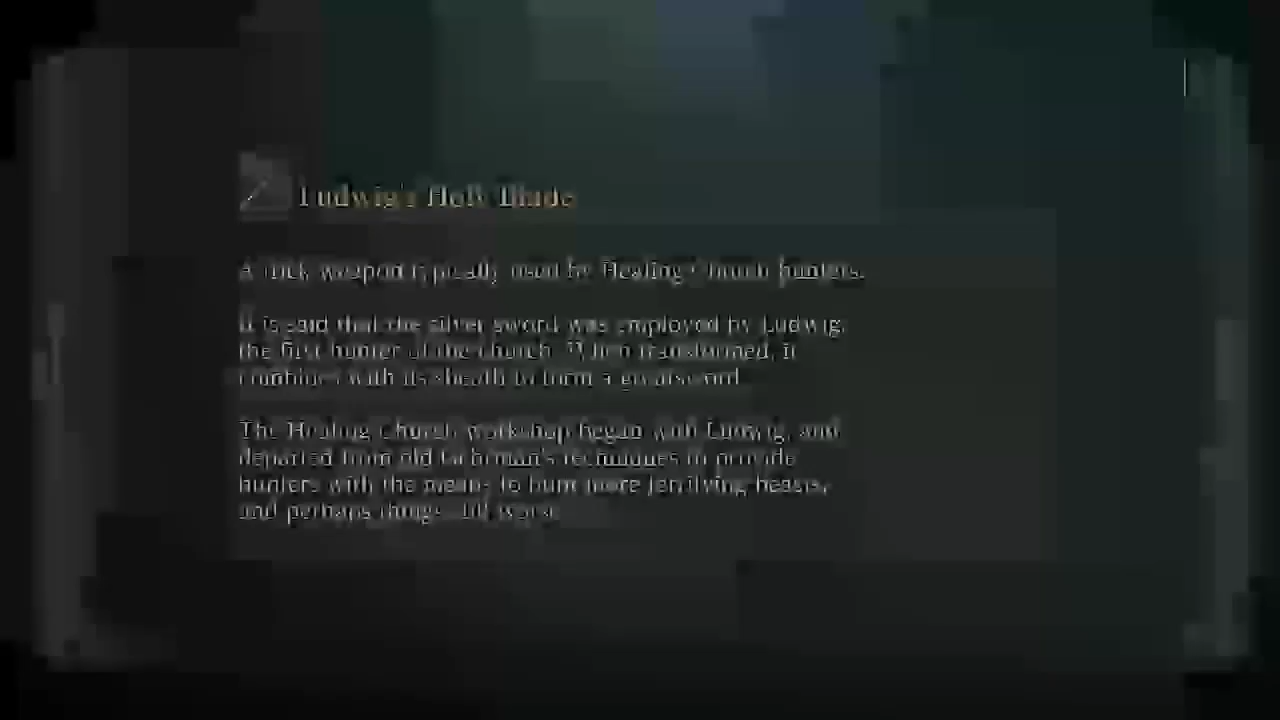 Ludwig's Holy Blade
A trick weapon typically used by Healing Church hunters.
It is said that the silver sword was employed by Ludwig,
the first hunter of the church. When transformed, it
combines with its sheath to form a greatsword.
The Healing Church workshop began with Ludwig, and
departed from old Gehrman's techniques to provide
hunters with the means to hunt more terrifying beasts,
and perhaps things still worse.